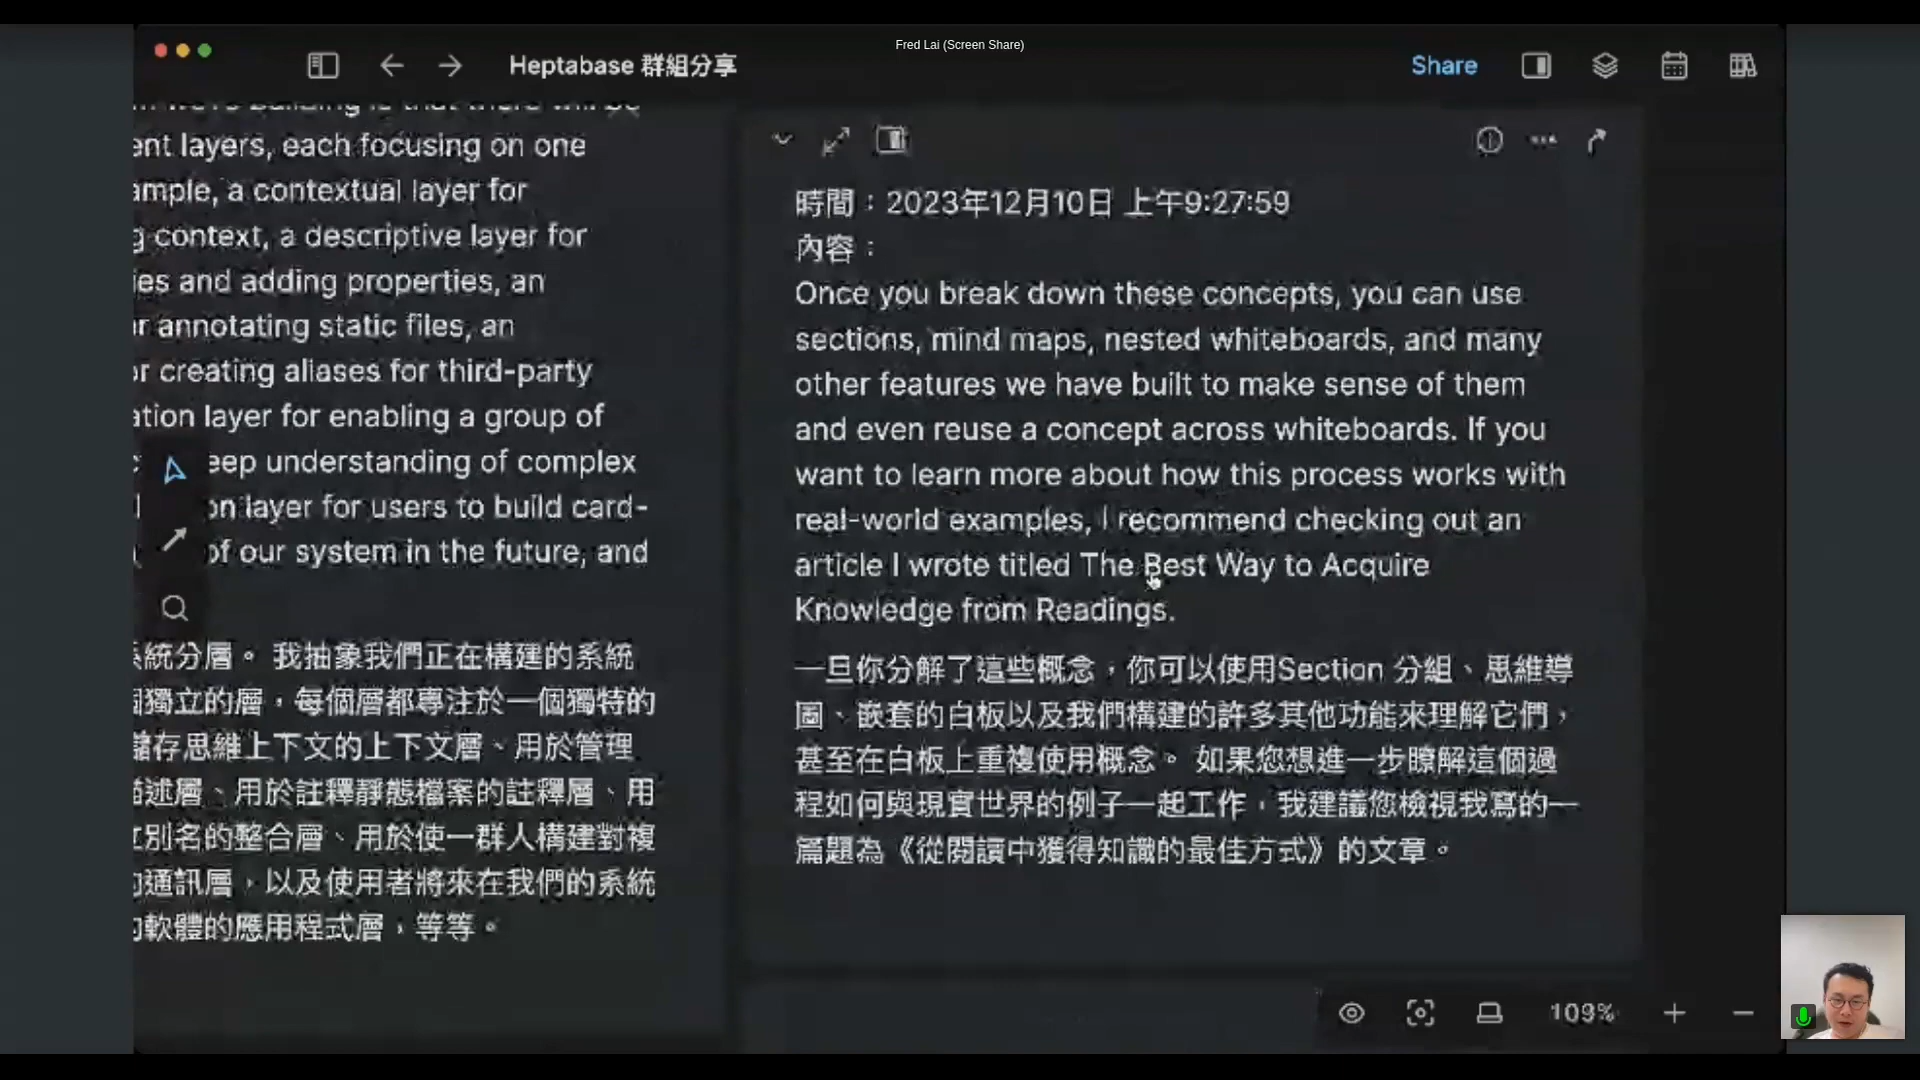 Fred Lai (Screen Share)
Heptabase 群組分享
Share
ent layers, each focusing on one
ample, a contextual layer for
g context, a descriptive layer for
ies and adding properties, an
or annotating static files, an
or creating aliases for third-party
ation layer for enabling a group of
eep understanding of complex
on layer for users to build card-
of our system in the future, and
系統分層。 我抽象我們正在構建的系統
個獨立的層，每個層都專注於一個獨特的
儲存思維上下文的上下文層、用於管理
描述層、用於註釋靜態檔案的註釋層、用
立別名的整合層、用於使一群人構建對複
的通訊層，以及使用者將來在我們的系統
的軟體的應用程式層，等等。
時間：2023年12月10日 上午9:27:59
內容：
Once you break down these concepts, you can use
sections, mind maps, nested whiteboards, and many
other features we have built to make sense of them
and even reuse a concept across whiteboards. If you
want to learn more about how this process works with
real-world examples, I recommend checking out an
article I wrote titled The Best Way to Acquire
Knowledge from Readings.
一旦你分解了這些概念，你可以使用Section 分組、思維導
圖、嵌套的白板以及我們構建的許多其他功能來理解它們，
甚至在白板上重複使用概念。 如果您想進一步瞭解這個過
程如何與現實世界的例子一起工作，我建議您檢視我寫的一
篇題為《從閱讀中獲得知識的最佳方式》的文章。
109%